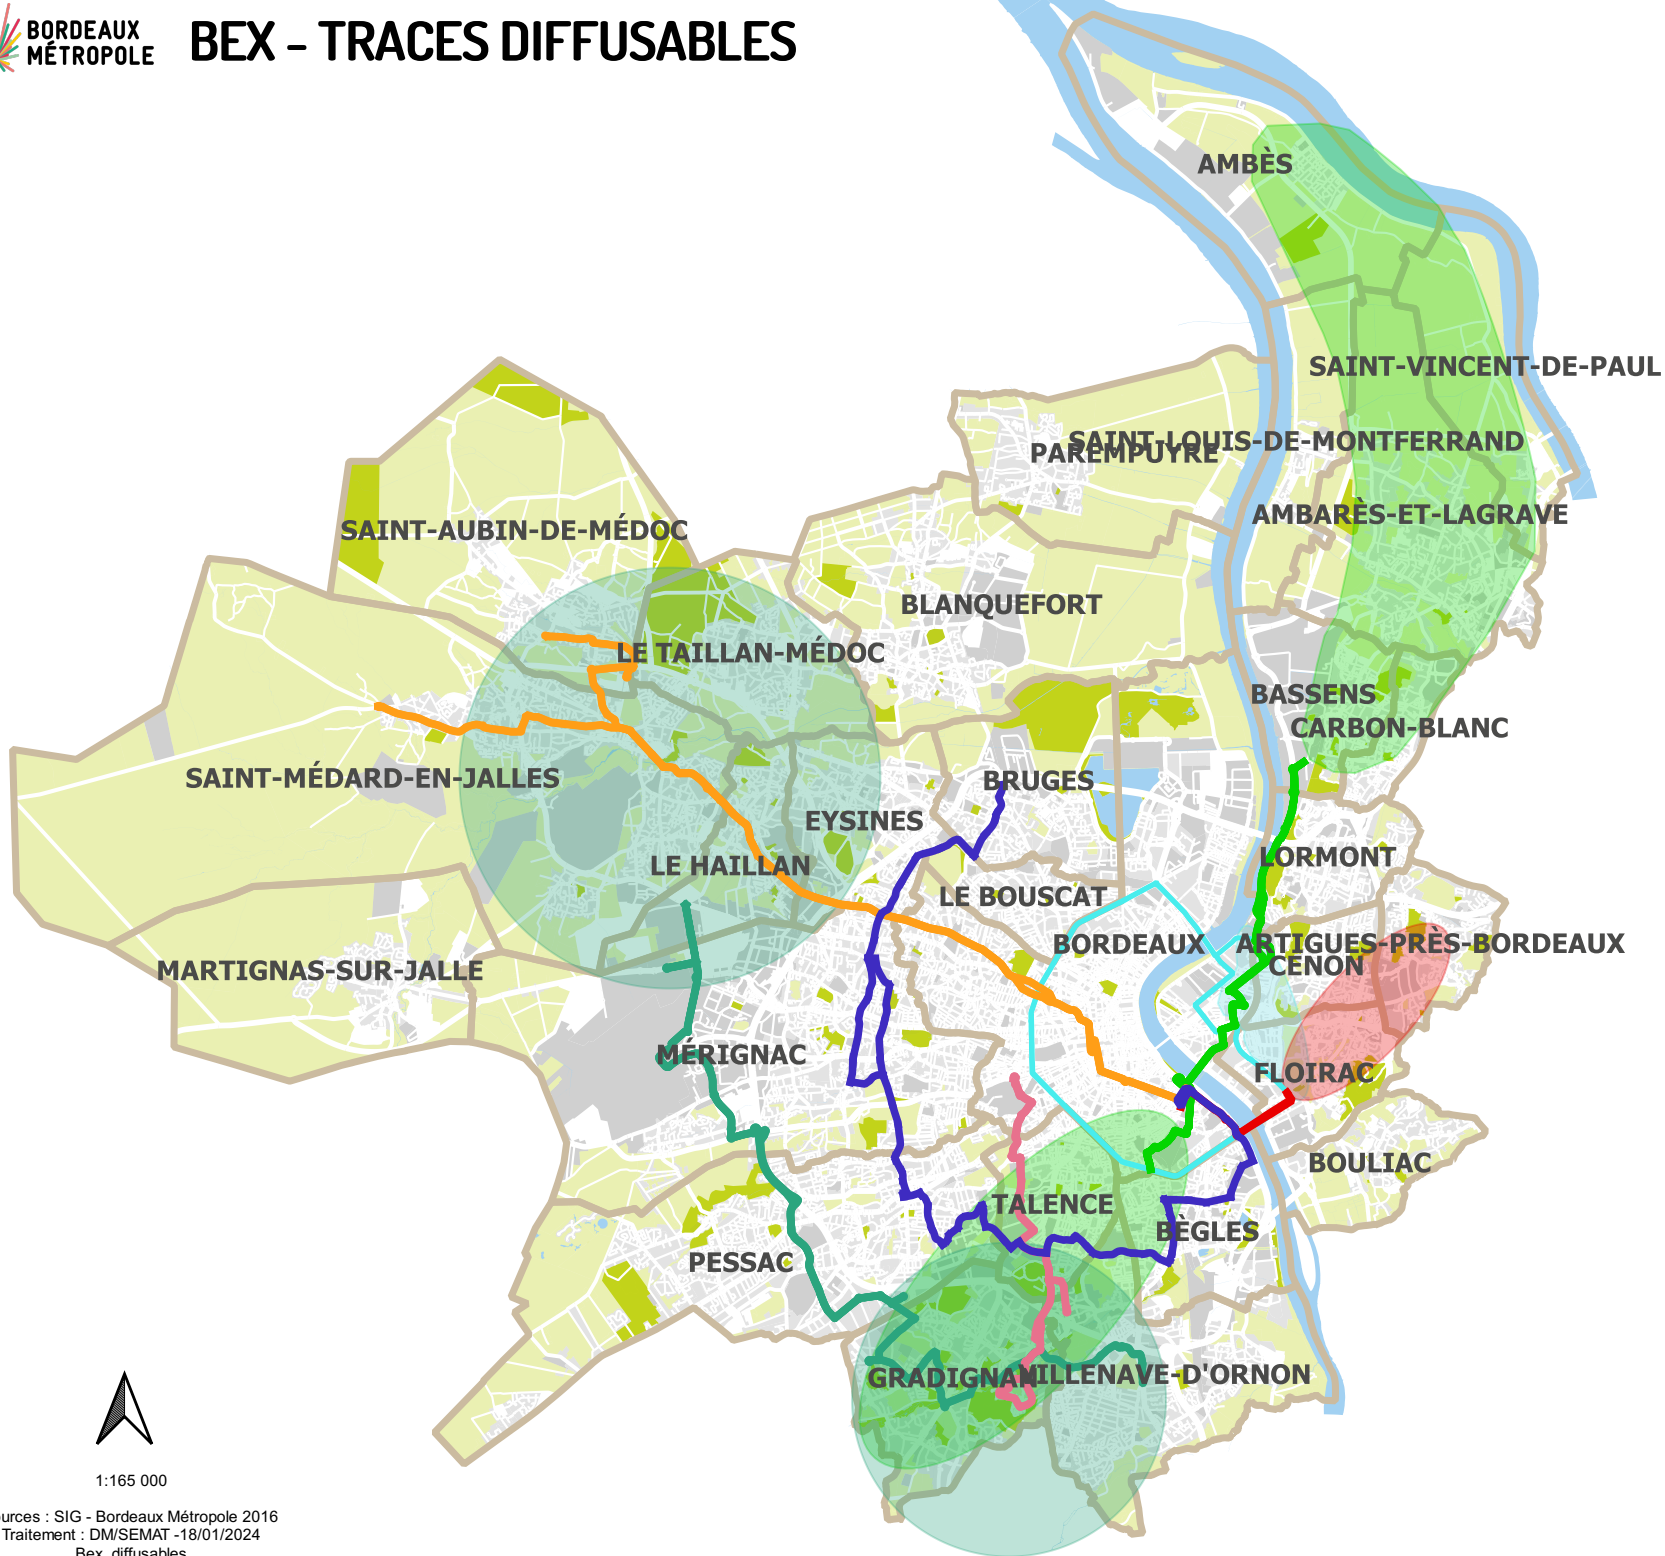 BORDEAUX
MÉTROPOLE
BEX - TRACES DIFFUSABLES
AMBÈS
SAINT-VINCENT-DE-PAUL
SAINT-LOUIS-DE-MONTFERRAND
PAREMPUYRE
AMBARÈS-ET-LAGRAVE
SAINT-AUBIN-DE-MÉDOC
BLANQUEFORT
LE TAILLAN-MÉDOC
BASSENS
CARBON-BLANC
SAINT-MÉDARD-EN-JALLES
BRUGES
EYSINES
LORMONT
LE HAILLAN
LE BOUSCAT
BORDEAUX
ARTIGUES-PRÈS-BORDEAUX
CENON
MARTIGNAS-SUR-JALLE
MÉRIGNAC
FLOIRAC
BOULIAC
TALENCE
BÈGLES
PESSAC
GRADIGNAN
VILLENAVE-D'ORNON
1:165 000
urces : SIG - Bordeaux Métropole 2016
Traitement : DM/SEMAT -18/01/2024
Bex_diffusables